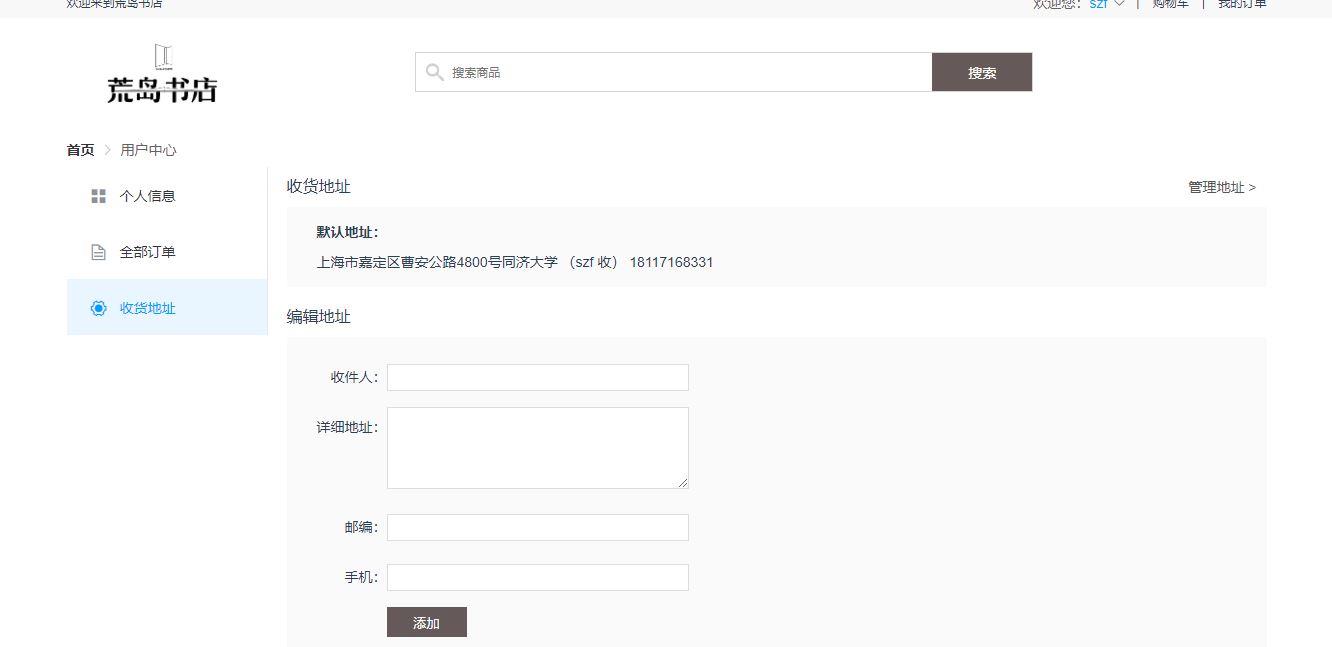 欢迎来到荒岛书店
欢迎您：szf | 购物车 | 我的订单
荒岛书店
搜索商品
搜索
首页 > 用户中心
个人信息
全部订单
收货地址
收货地址
管理地址 >
默认地址：
上海市嘉定区曹安公路4800号同济大学 （szf 收） 18117168331
编辑地址
收件人：
详细地址：
邮编：
手机：
添加